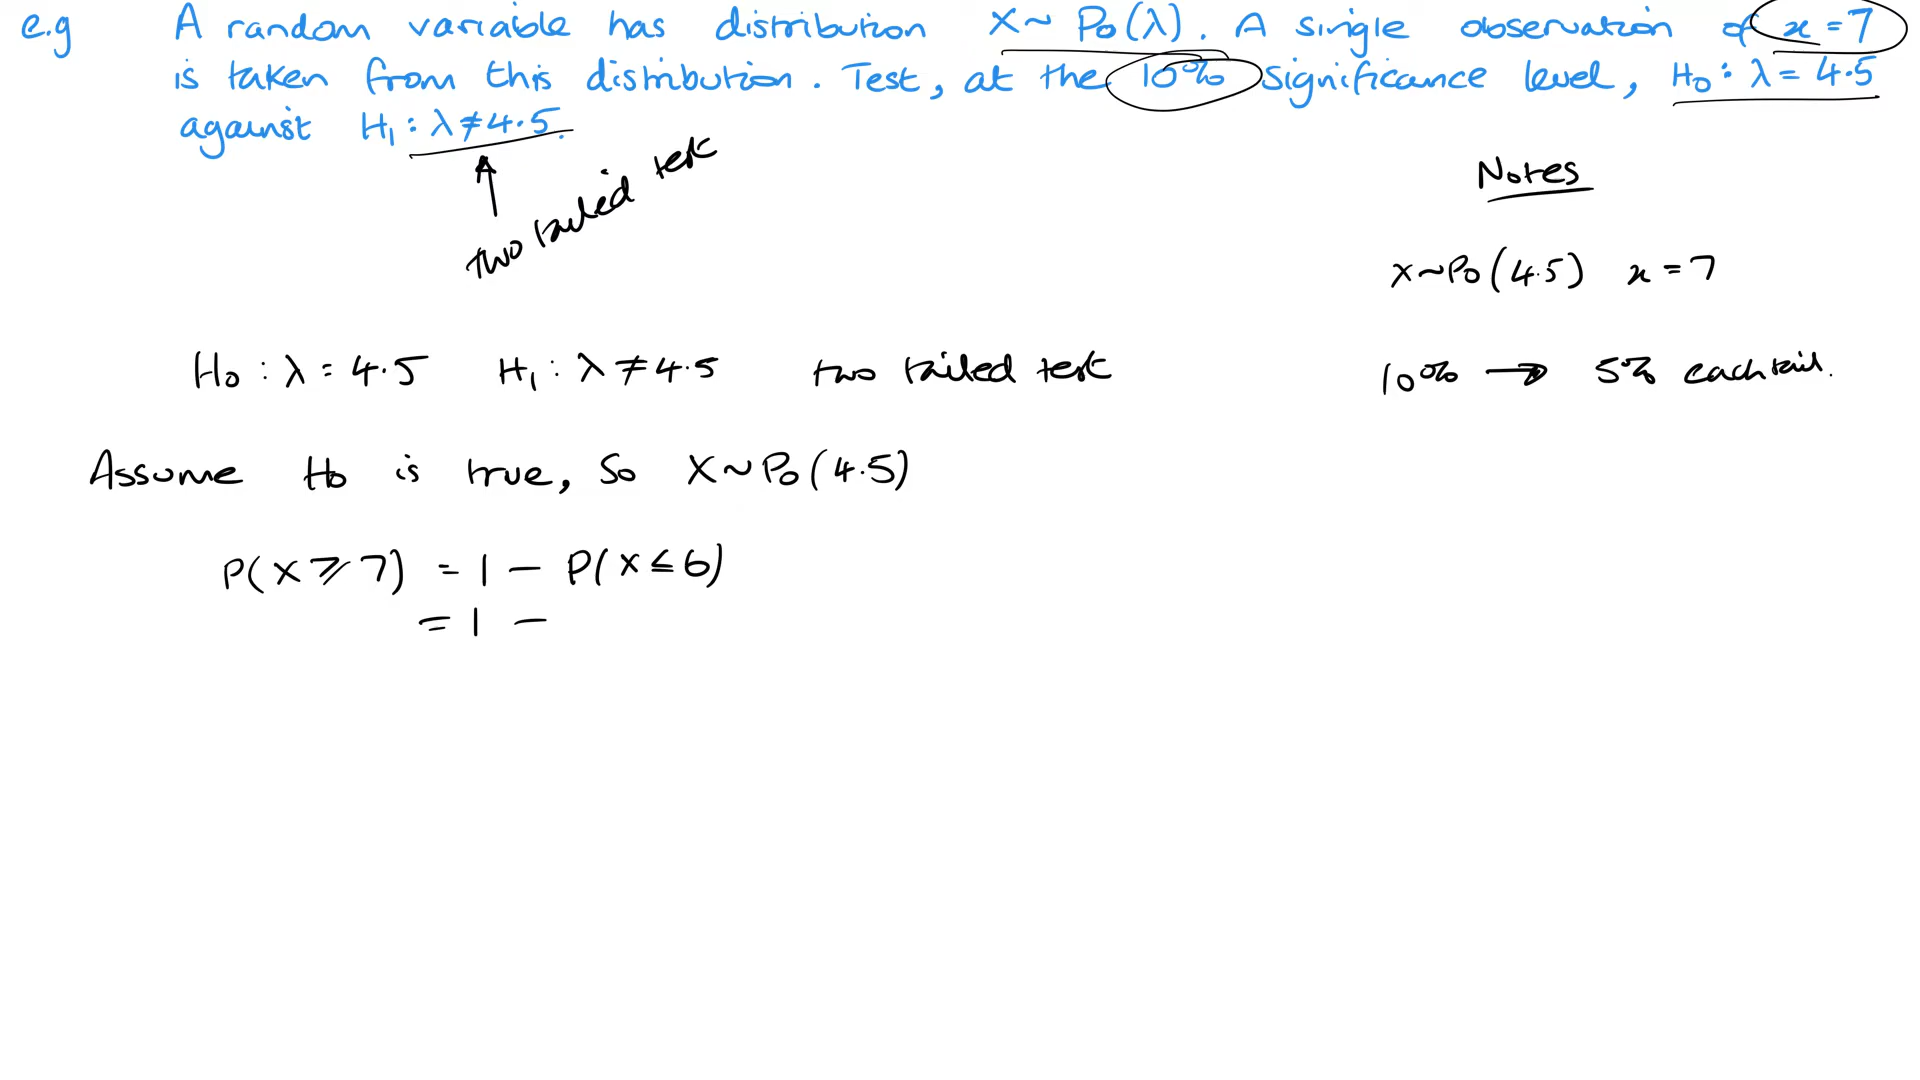 e.g A random variable has distribution X~ Po(λ). A single observation of x = 7
is taken from this distribution. Test, at the 10% significance level, H₀: λ = 4.5
against H₁: λ ≠ 4.5.
two tailed test
Notes
X~Po(4.5) x = 7
H₀ : λ = 4.5 H₁ : λ ≠ 4.5 two tailed test
10% → 5% each tail.
Assume H₀ is true, so X~Po(4.5)
P(X ⩾ 7) = 1 − P(X ≤ 6)
= 1 −